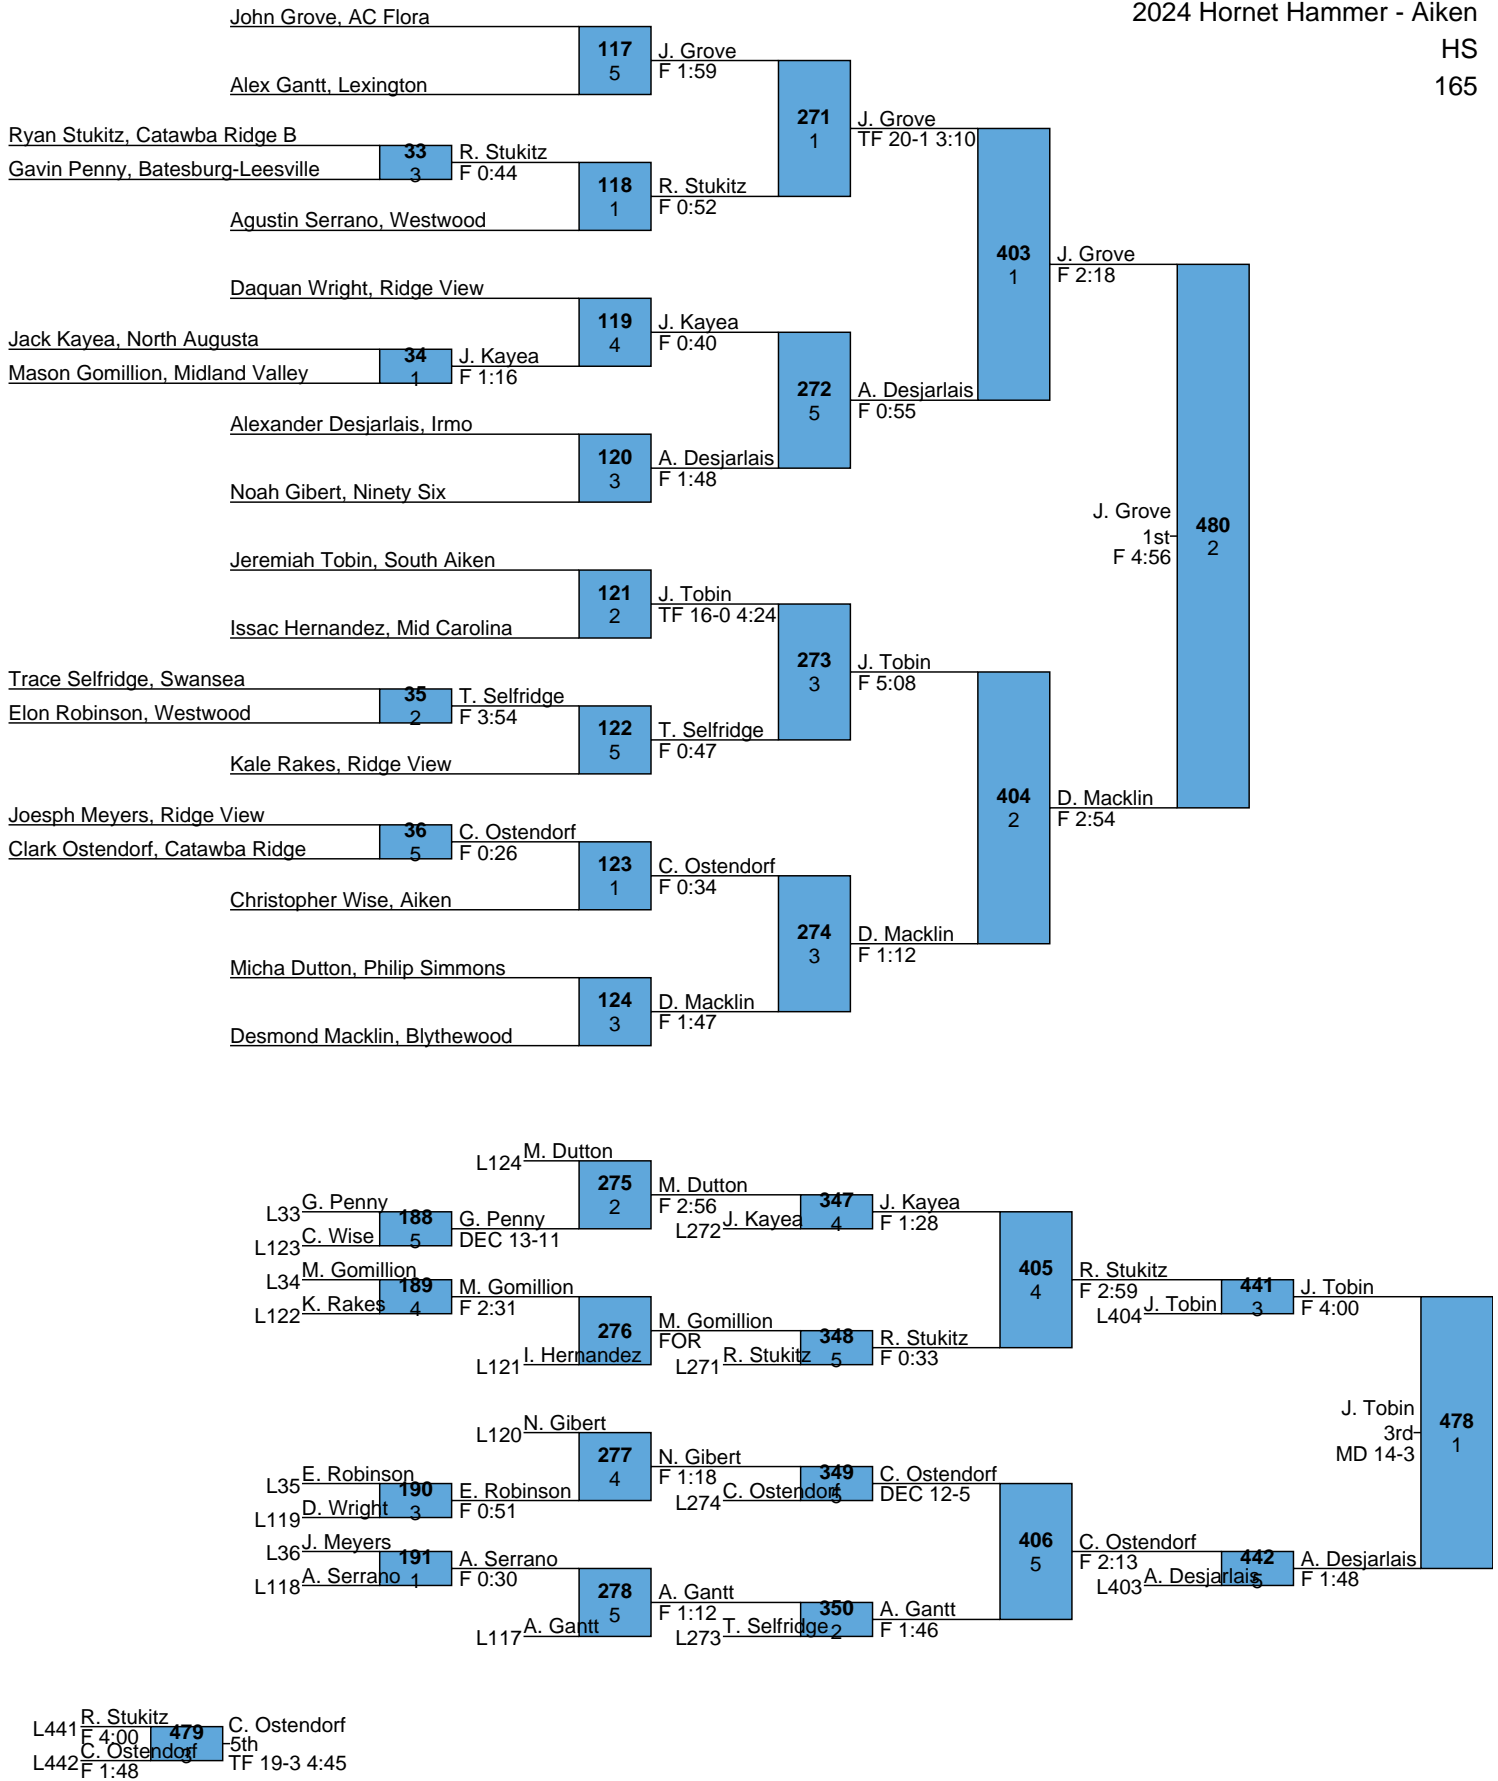 2024 Hornet Hammer - Aiken
HS
165
John Grove, AC Flora
117
5
J. Grove
F 1:59
Alex Gantt, Lexington
271
1
J. Grove
TF 20-1 3:10
Ryan Stukitz, Catawba Ridge B
33
3
R. Stukitz
F 0:44
Gavin Penny, Batesburg-Leesville
118
1
R. Stukitz
F 0:52
Agustin Serrano, Westwood
403
1
J. Grove
F 2:18
Daquan Wright, Ridge View
119
4
J. Kayea
F 0:40
Jack Kayea, North Augusta
34
1
J. Kayea
F 1:16
Mason Gomillion, Midland Valley
272
5
A. Desjarlais
F 0:55
Alexander Desjarlais, Irmo
120
3
A. Desjarlais
F 1:48
Noah Gibert, Ninety Six
J. Grove
1st
F 4:56
480
2
Jeremiah Tobin, South Aiken
121
2
J. Tobin
TF 16-0 4:24
Issac Hernandez, Mid Carolina
273
3
J. Tobin
F 5:08
Trace Selfridge, Swansea
35
2
T. Selfridge
F 3:54
Elon Robinson, Westwood
122
5
T. Selfridge
F 0:47
Kale Rakes, Ridge View
404
2
D. Macklin
F 2:54
Joesph Meyers, Ridge View
36
5
C. Ostendorf
F 0:26
Clark Ostendorf, Catawba Ridge
123
1
C. Ostendorf
F 0:34
Christopher Wise, Aiken
274
3
D. Macklin
F 1:12
Micha Dutton, Philip Simmons
124
3
D. Macklin
F 1:47
Desmond Macklin, Blythewood
L124
M. Dutton
275
2
M. Dutton
F 2:56
L33
G. Penny
188
5
G. Penny
DEC 13-11
L123
C. Wise
L272
J. Kayea
347
4
J. Kayea
F 1:28
L34
M. Gomillion
189
4
M. Gomillion
F 2:31
L122
K. Rakes
405
4
R. Stukitz
F 2:59
L404
J. Tobin
441
3
J. Tobin
F 4:00
276
5
M. Gomillion
FOR
L121
I. Hernandez
L271
R. Stukitz
348
5
R. Stukitz
F 0:33
L120
N. Gibert
277
4
N. Gibert
F 1:18
J. Tobin
3rd
MD 14-3
478
1
L35
E. Robinson
190
3
E. Robinson
F 0:51
L119
D. Wright
L274
C. Ostendorf
349
5
C. Ostendorf
DEC 12-5
L36
J. Meyers
191
1
A. Serrano
F 0:30
L118
A. Serrano
406
5
C. Ostendorf
F 2:13
L403
A. Desjarlais
442
5
A. Desjarlais
F 1:48
278
5
A. Gantt
F 1:12
L117
A. Gantt
L273
T. Selfridge
350
2
A. Gantt
F 1:46
L441
R. Stukitz
F 4:00
479
3
C. Ostendorf
5th
TF 19-3 4:45
L442
C. Ostendorf
F 1:48